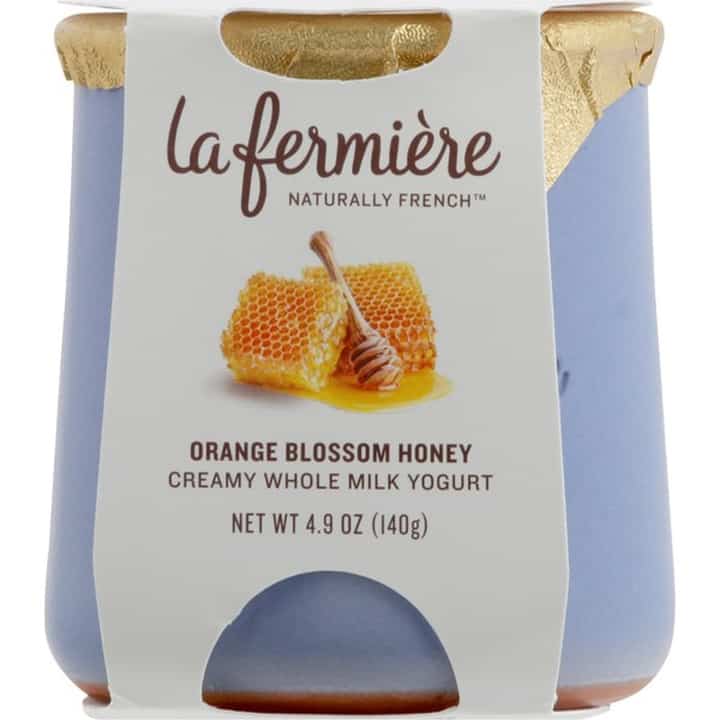 la fermière
NATURALLY FRENCH™
ORANGE BLOSSOM HONEY
CREAMY WHOLE MILK YOGURT
NET WT 4.9 OZ (140g)